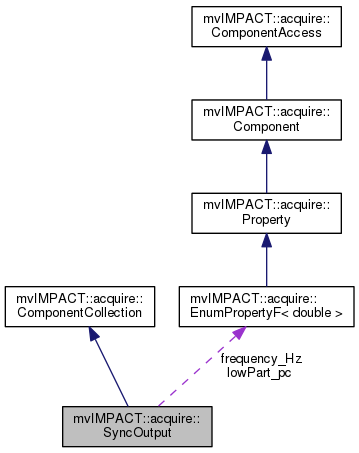 mvIMPACT::acquire::
ComponentAccess
mvIMPACT::acquire::
Component
mvIMPACT::acquire::
Property
mvIMPACT::acquire::
ComponentCollection
mvIMPACT::acquire::
EnumPropertyF< double >
frequency_Hz
lowPart_pc
mvIMPACT::acquire::
SyncOutput